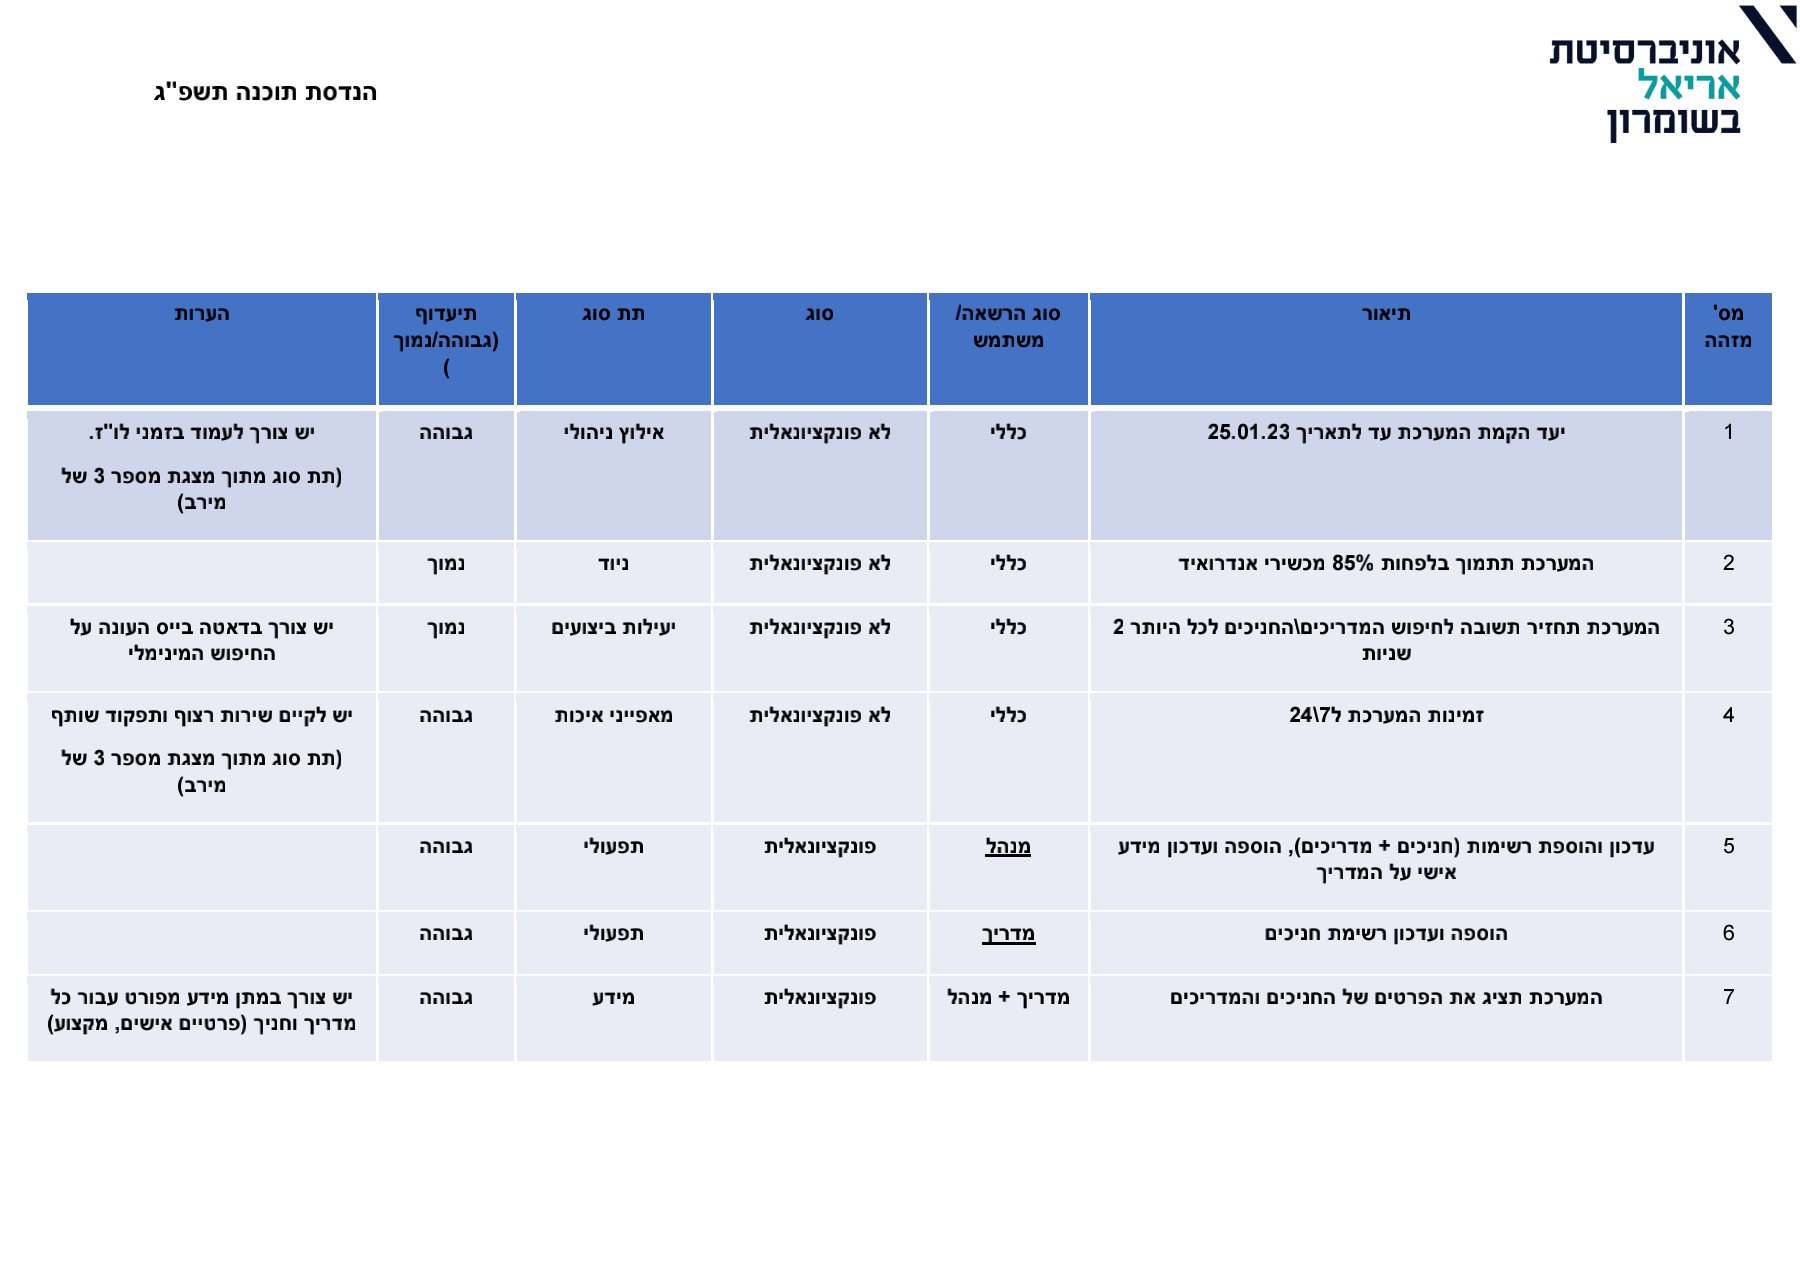 אוניברסיטת
אריאל
בשומרון
הנדסת תוכנה תשפ"ג
מס'
מזהה
תיאור
סוג הרשאה/
משתמש
סוג
תת סוג
תיעדוף
(גבוהה/נמוך
)
הערות
1
יעד הקמת המערכת עד לתאריך 25.01.23
כללי
לא פונקציונאלית
אילוץ ניהולי
גבוהה
יש צורך לעמוד בזמני לו"ז.
(תת סוג מתוך מצגת מספר 3 של
מירב)
2
המערכת תתמוך בלפחות 85% מכשירי אנדרואיד
כללי
לא פונקציונאלית
ניוד
נמוך
3
המערכת תחזיר תשובה לחיפוש המדריכים\החניכים לכל היותר 2
שניות
כללי
לא פונקציונאלית
יעילות ביצועים
נמוך
יש צורך בדאטה בייס העונה על
החיפוש המינימלי
4
זמינות המערכת ל7\24
כללי
לא פונקציונאלית
מאפייני איכות
גבוהה
יש לקיים שירות רצוף ותפקוד שותף
(תת סוג מתוך מצגת מספר 3 של
מירב)
5
עדכון והוספת רשימות (חניכים + מדריכים), הוספה ועדכון מידע
אישי על המדריך
מנהל
פונקציונאלית
תפעולי
גבוהה
6
הוספה ועדכון רשימת חניכים
מדריך
פונקציונאלית
תפעולי
גבוהה
7
המערכת תציג את הפרטים של החניכים והמדריכים
מדריך + מנהל
פונקציונאלית
מידע
גבוהה
יש צורך במתן מידע מפורט עבור כל
מדריך וחניך (פרטיים אישים, מקצוע)